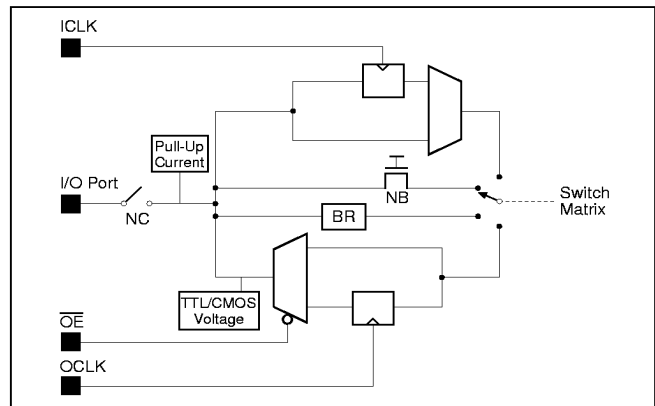 ICLK
Pull-Up
Current
I/O Port
NC
NB
Switch
Matrix
BR
TTL/CMOS
Voltage
OE
OCLK